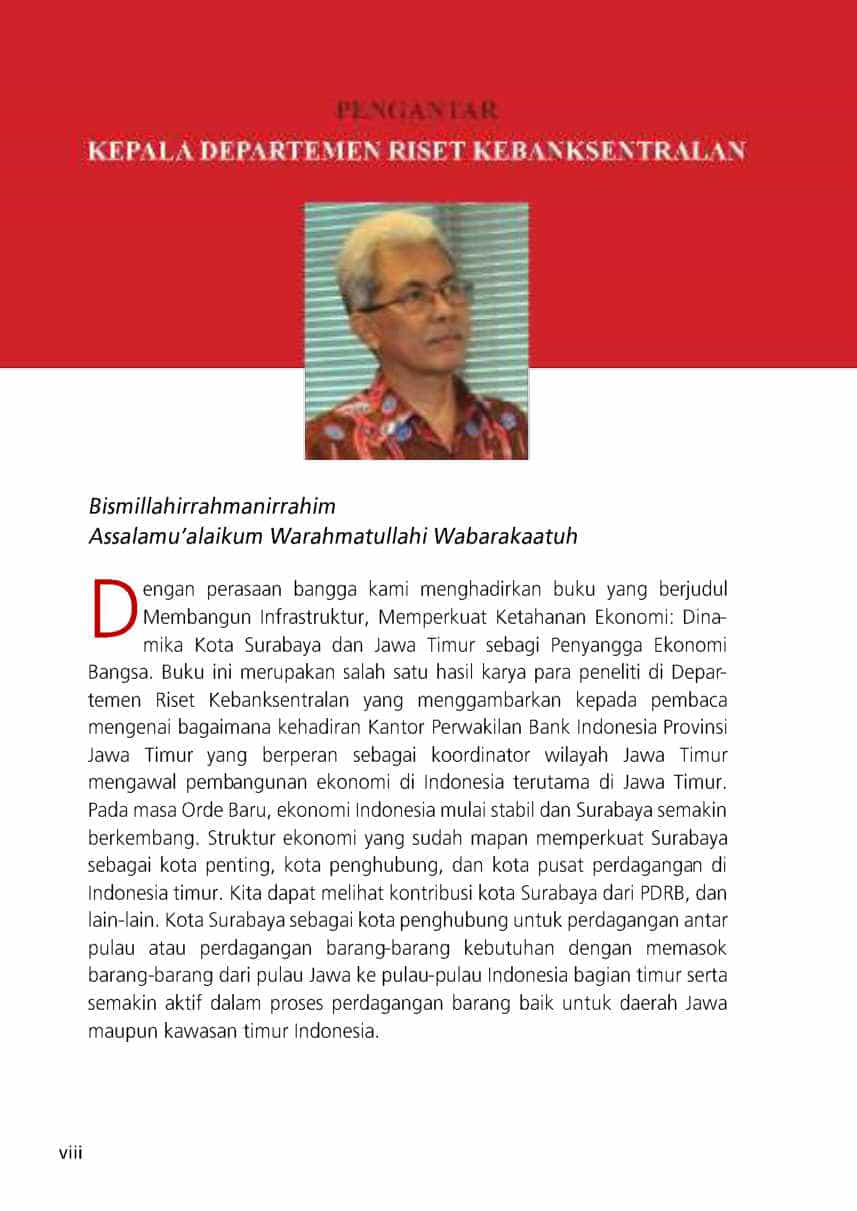 PENGANTAR
KEPALA DEPARTEMEN RISET KEBANKSENTRALAN
Bismillahirrahmanirrahim
Assalamu’alaikum Warahmatullahi Wabarakaatuh
Dengan perasaan bangga kami menghadirkan buku yang berjudul
Membangun Infrastruktur, Memperkuat Ketahanan Ekonomi: Dina-
mika Kota Surabaya dan Jawa Timur sebagi Penyangga Ekonomi
Bangsa. Buku ini merupakan salah satu hasil karya para peneliti di Depar-
temen Riset Kebanksentralan yang menggambarkan kepada pembaca
mengenai bagaimana kehadiran Kantor Perwakilan Bank Indonesia Provinsi
Jawa Timur yang berperan sebagai koordinator wilayah Jawa Timur
mengawal pembangunan ekonomi di Indonesia terutama di Jawa Timur.
Pada masa Orde Baru, ekonomi Indonesia mulai stabil dan Surabaya semakin
berkembang. Struktur ekonomi yang sudah mapan memperkuat Surabaya
sebagai kota penting, kota penghubung, dan kota pusat perdagangan di
Indonesia timur. Kita dapat melihat kontribusi kota Surabaya dari PDRB, dan
lain-lain. Kota Surabaya sebagai kota penghubung untuk perdagangan antar
pulau atau perdagangan barang-barang kebutuhan dengan memasok
barang-barang dari pulau Jawa ke pulau-pulau Indonesia bagian timur serta
semakin aktif dalam proses perdagangan barang baik untuk daerah Jawa
maupun kawasan timur Indonesia.
viii